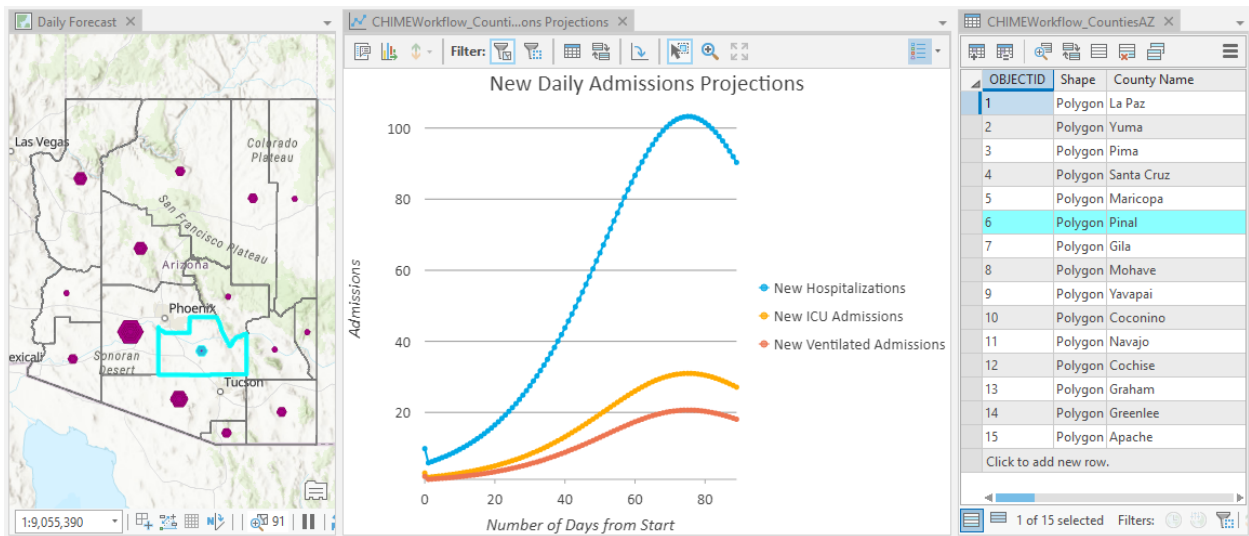 Daily Forecast
Las Vegas
Colorado
Plateau
San Francisco Plateau
Arizona
Phoenix
exicali
Sonoran
Desert
Tucson
1:9,055,390
91
CHIMEWorkflow_Counti...ons Projections
Filter:
New Daily Admissions Projections
100
80
60
40
20
Admissions
0 20 40 60 80
Number of Days from Start
New Hospitalizations
New ICU Admissions
New Ventilated Admissions
CHIMEWorkflow_CountiesAZ
OBJECTID Shape County Name
1 Polygon La Paz
2 Polygon Yuma
3 Polygon Pima
4 Polygon Santa Cruz
5 Polygon Maricopa
6 Polygon Pinal
7 Polygon Gila
8 Polygon Mohave
9 Polygon Yavapai
10 Polygon Coconino
11 Polygon Navajo
12 Polygon Cochise
13 Polygon Graham
14 Polygon Greenlee
15 Polygon Apache
Click to add new row.
1 of 15 selected Filters: